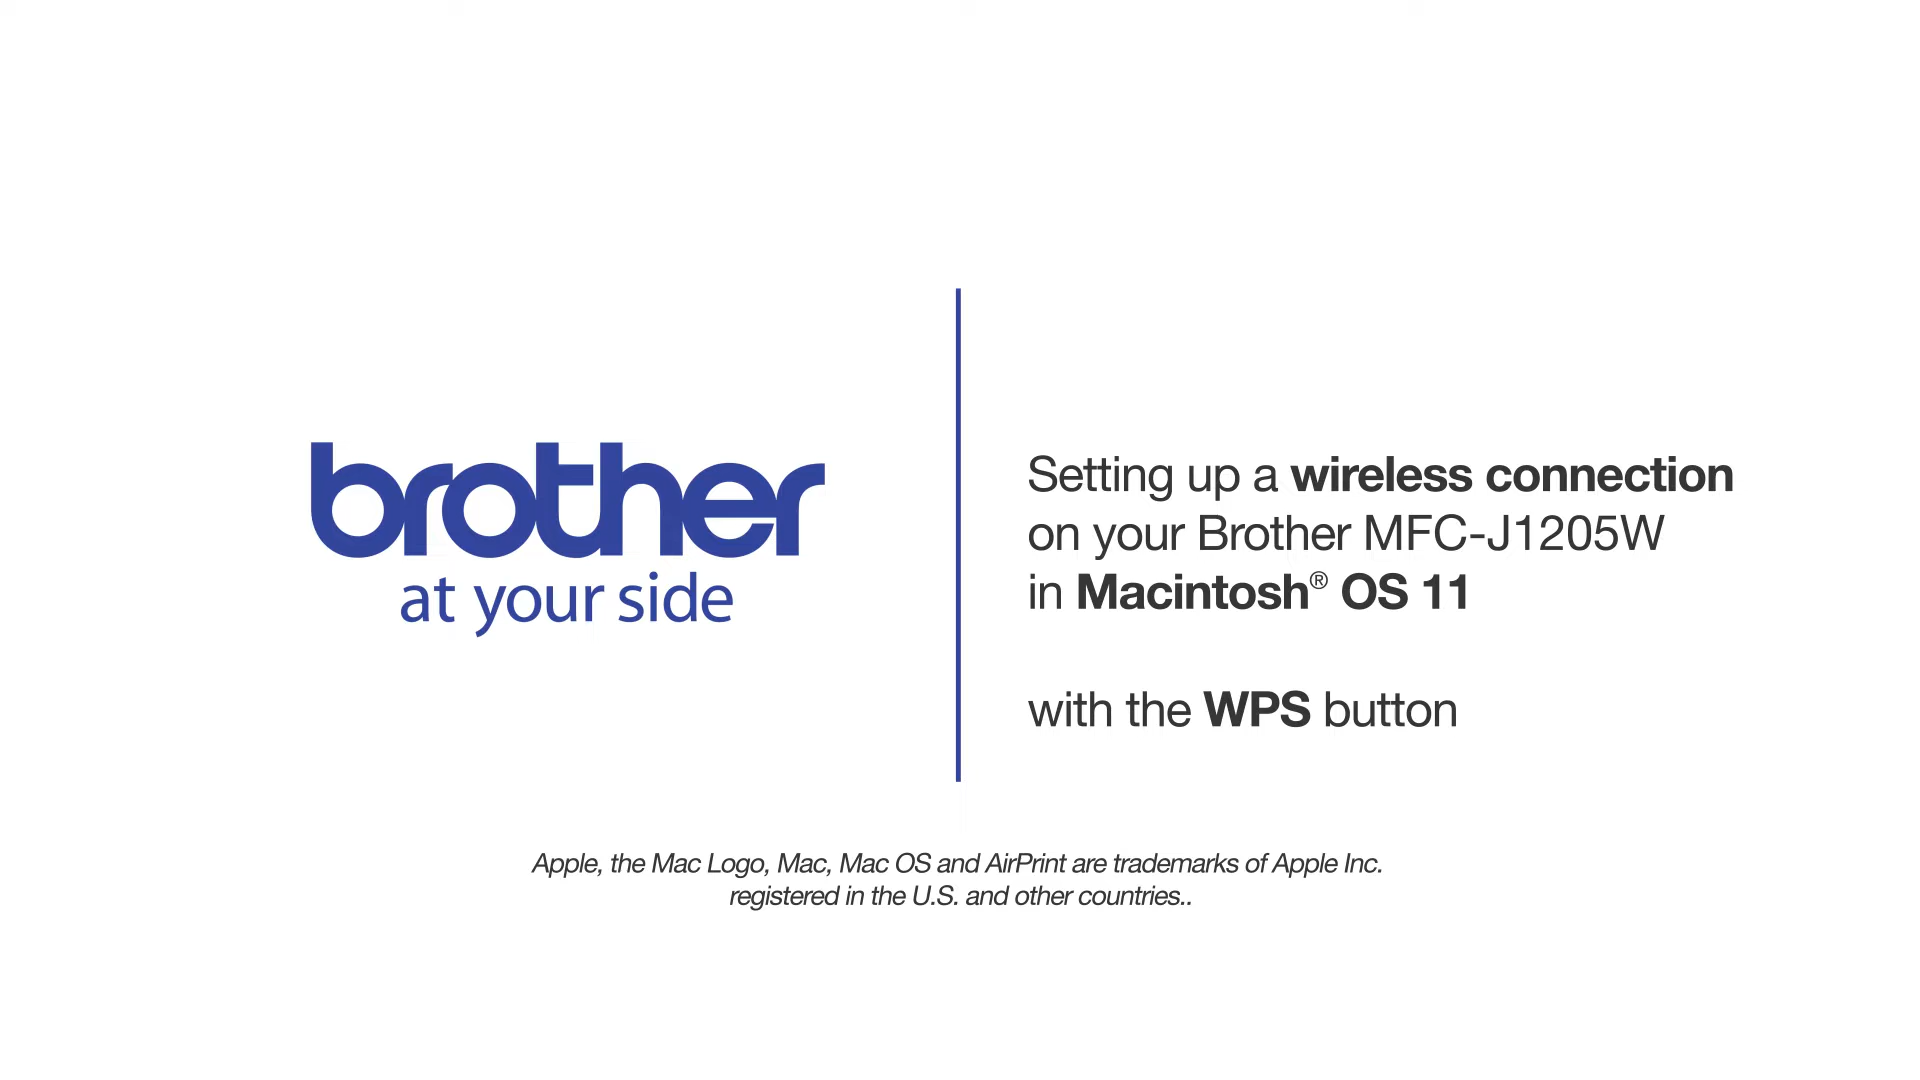 brother
at your side
Setting up a wireless connection
on your Brother MFC-J1205W
in Macintosh® OS 11
with the WPS button
Apple, the Mac Logo, Mac, Mac OS and AirPrint are trademarks of Apple Inc.
registered in the U.S. and other countries..